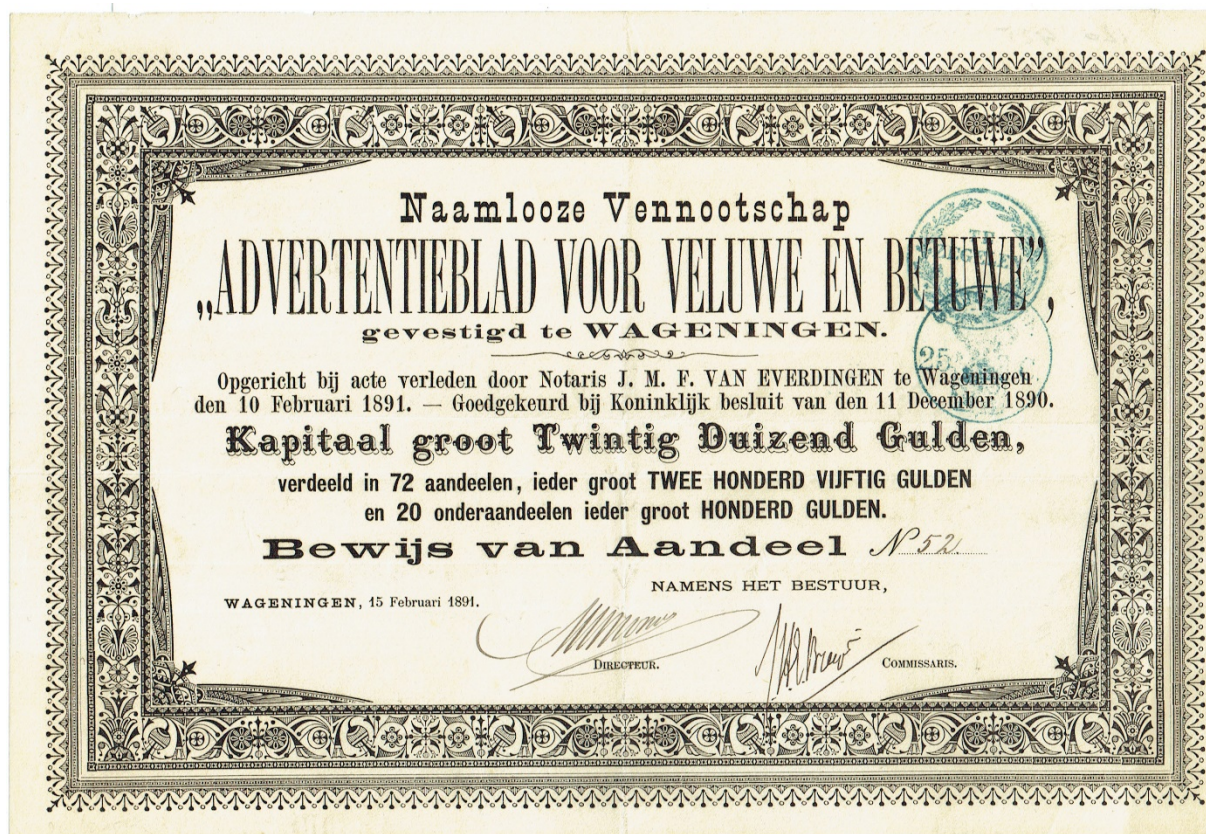 Naamlooze Vennootschap
„ADVERTENTIEBLAD VOOR VELUWE EN BETUWE”,
gevestigd te WAGENINGEN.
Opgericht bij acte verleden door Notaris J. M. F. VAN EVERDINGEN te Wageningen
den 10 Februari 1891. — Goedgekeurd bij Koninklijk besluit van den 11 December 1890.
Kapitaal groot Twintig Duizend Gulden,
verdeeld in 72 aandeelen, ieder groot TWEE HONDERD VIJFTIG GULDEN
en 20 onderaandeelen ieder groot HONDERD GULDEN.
Bewijs van Aandeel N 52.
NAMENS HET BESTUUR,
WAGENINGEN, 15 Februari 1891.
DIRECTEUR.
COMMISSARIS.
TE
ZEGELEN
25